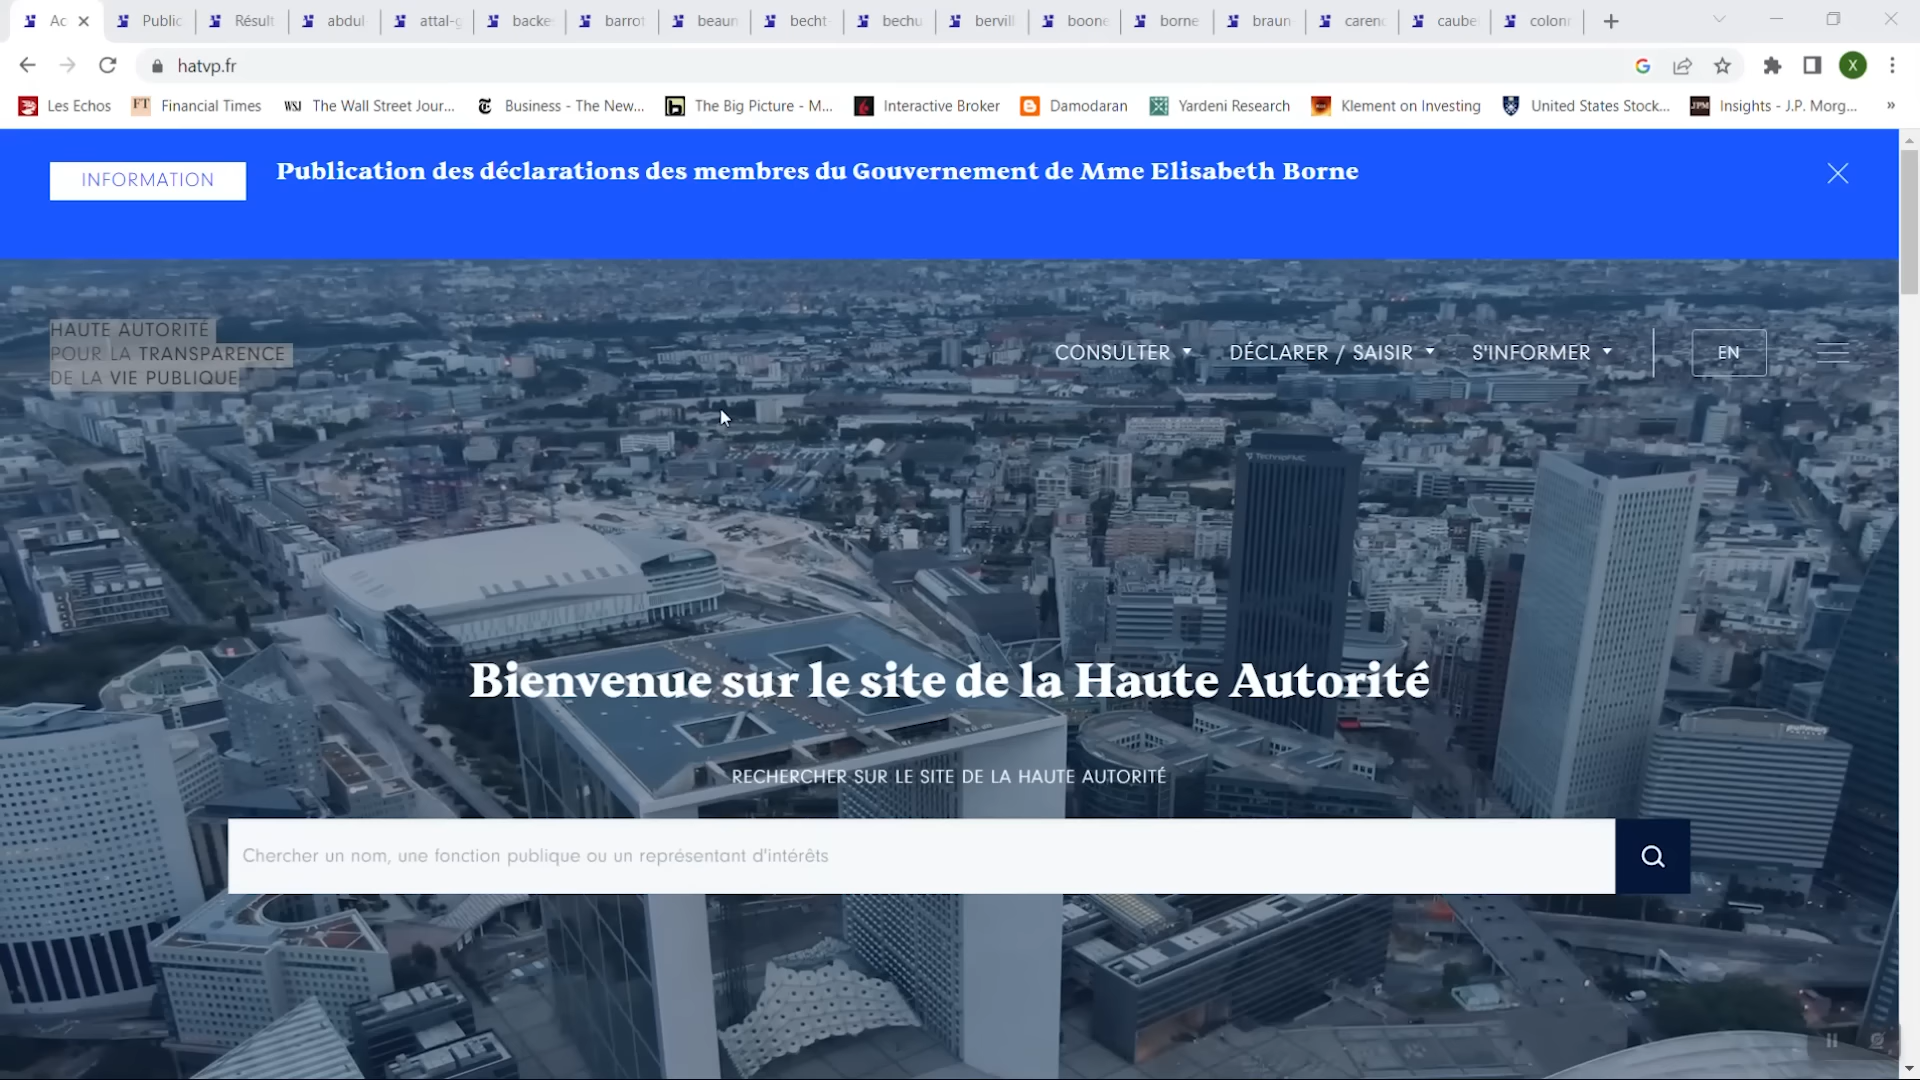 Ac
Public
Résult
abdul
attal-g
backe
barrot
beaun
becht-
bechu
bervill
boone
borne
braun
carenc
caube
colonn
hatvp.fr
G
X
Les Echos
FT Financial Times
WSJ The Wall Street Jour...
Business - The New...
The Big Picture - M...
Interactive Broker
Damodaran
Yardeni Research
Klement on Investing
United States Stock...
JPM Insights - J.P. Morg...
»
INFORMATION
Publication des déclarations des membres du Gouvernement de Mme Elisabeth Borne
HAUTE AUTORITÉ
POUR LA TRANSPARENCE
DE LA VIE PUBLIQUE
CONSULTER
DÉCLARER / SAISIR
S'INFORMER
EN
TechnipFMC
Bienvenue sur le site de la Haute Autorité
RECHERCHER SUR LE SITE DE LA HAUTE AUTORITÉ
Chercher un nom, une fonction publique ou un représentant d'intérêts